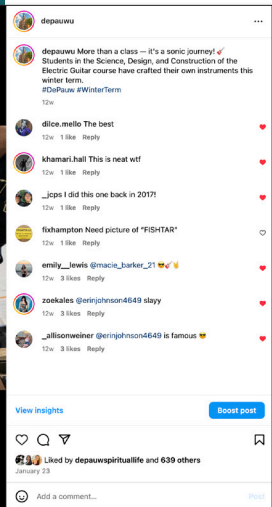 depauwu
depauwu More than a class — it's a sonic journey! 🎸
Students in the Science, Design, and Construction of the
Electric Guitar course have crafted their own instruments this
winter term.
#DePauw #WinterTerm
12w
dilce.mello The best
12w 1 like Reply
khamari.hall This is neat wtf
12w 1 like Reply
_jcps I did this one back in 2017!
12w 1 like Reply
fixhampton Need picture of "FISHTAR"
12w 1 like Reply
emily__lewis @macie_barker_21 😎🎸🤘
12w 3 likes Reply
zoekales @erinjohnson4649 slayy
12w 3 likes Reply
_allisonweiner @erinjohnson4649 is famous 😎
12w 3 likes Reply
View insights
Boost post
Liked by depauwspirituallife and 639 others
January 23
Add a comment...
Post